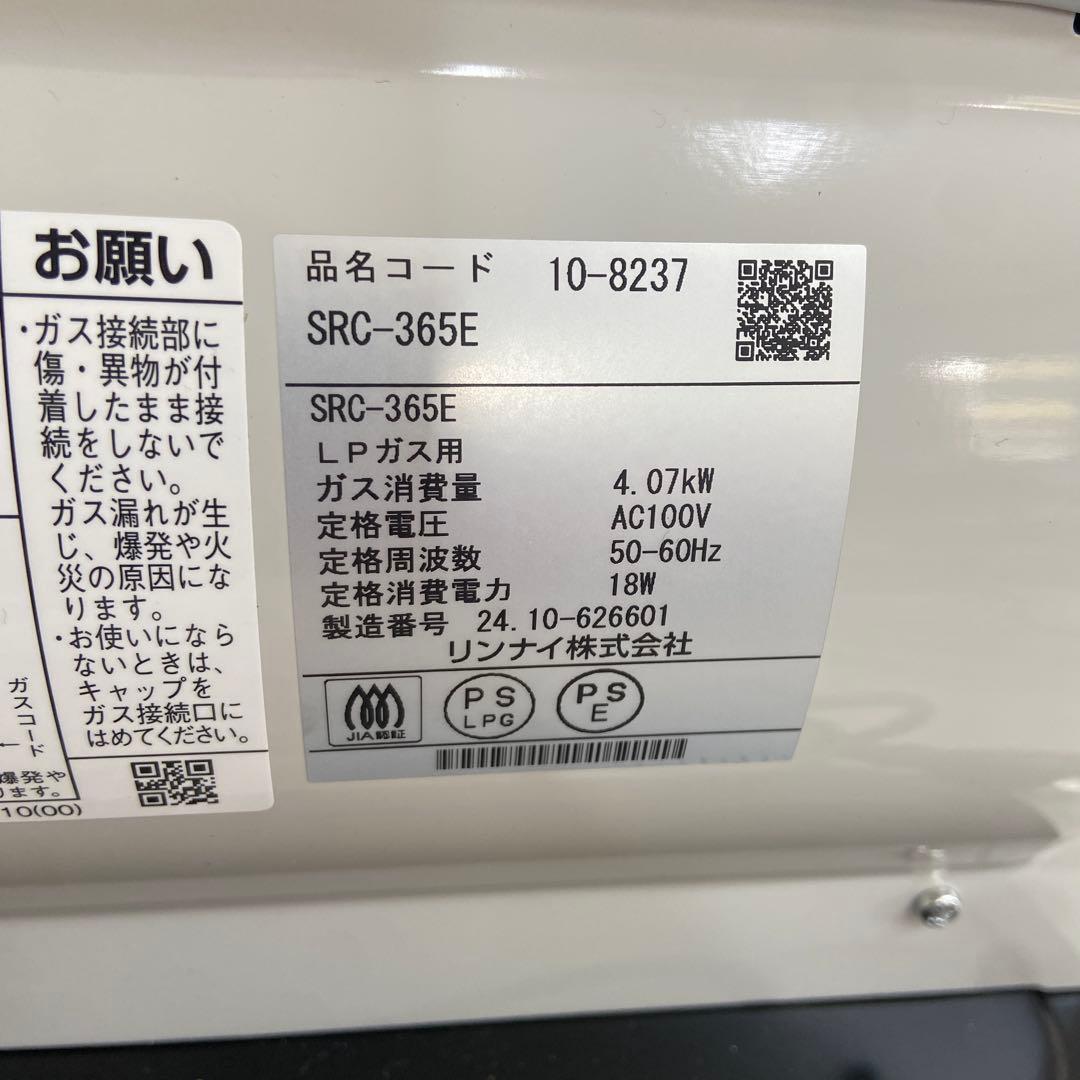 お願い
・ガス接続部に
傷・異物が付
着したまま接
続をしないで
ください。
ガス漏れが生
じ、爆発や火
災の原因にな
ります。
・お使いになら
ないときは、
キャップを
ガス接続口に
はめてください。
ガスコード
←
爆発や
ります。
10(00)
品名コード 10-8237
SRC-365E
SRC-365E
LPガス用
ガス消費量 4.07kW
定格電圧 AC100V
定格周波数 50-60Hz
定格消費電力 18W
製造番号 24.10-626601
リンナイ株式会社
JIA認証
PS
LPG
PS
E